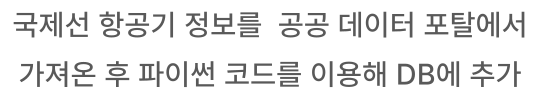 국제선 항공기 정보를  공공 데이터 포탈에서
가져온 후 파이썬 코드를 이용해 DB에 추가